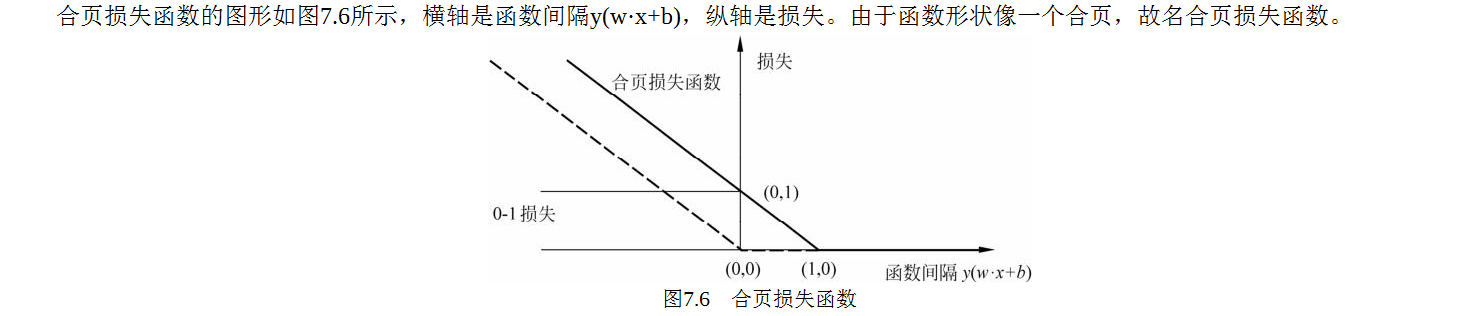 合页损失函数的图形如图7.6所示，横轴是函数间隔y(w·x+b)，纵轴是损失。由于函数形状像一个合页，故名合页损失函数。
损失
合页损失函数
(0,1)
0-1损失
(0,0)
(1,0)
函数间隔 y(w·x+b)
图7.6 合页损失函数